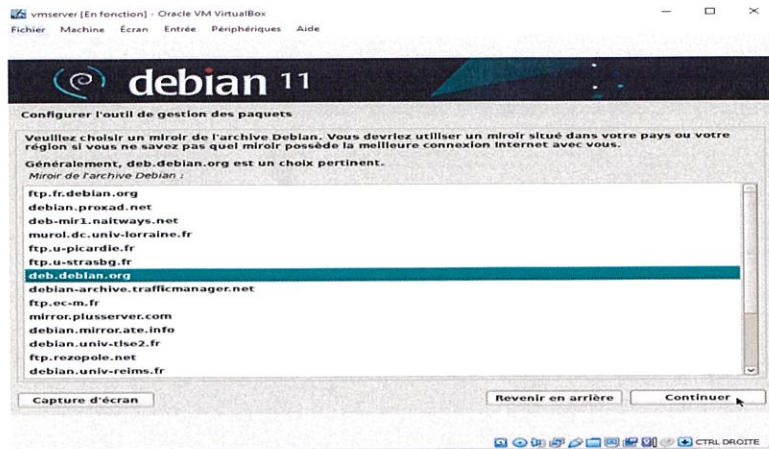 vmserver [En fonction] - Oracle VM VirtualBox
Fichier Machine Écran Entrée Périphériques Aide
debian 11
Configurer l'outil de gestion des paquets
Veuillez choisir un miroir de l'archive Debian. Vous devriez utiliser un miroir situé dans votre pays ou votre
région si vous ne savez pas quel miroir possède la meilleure connexion Internet avec vous.
Généralement, deb.debian.org est un choix pertinent.
Miroir de l'archive Debian :
ftp.fr.debian.org
debian.proxad.net
deb-mir1.naitways.net
murol.dc.univ-lorraine.fr
ftp.u-picardie.fr
ftp.u-strasbg.fr
deb.debian.org
debian-archive.trafficmanager.net
ftp.ec-m.fr
mirror.plusserver.com
debian.mirror.ate.info
debian.univ-tlse2.fr
ftp.rezopole.net
debian.univ-reims.fr
Capture d'écran
Revenir en arrière
Continuer
CTRL DROITE